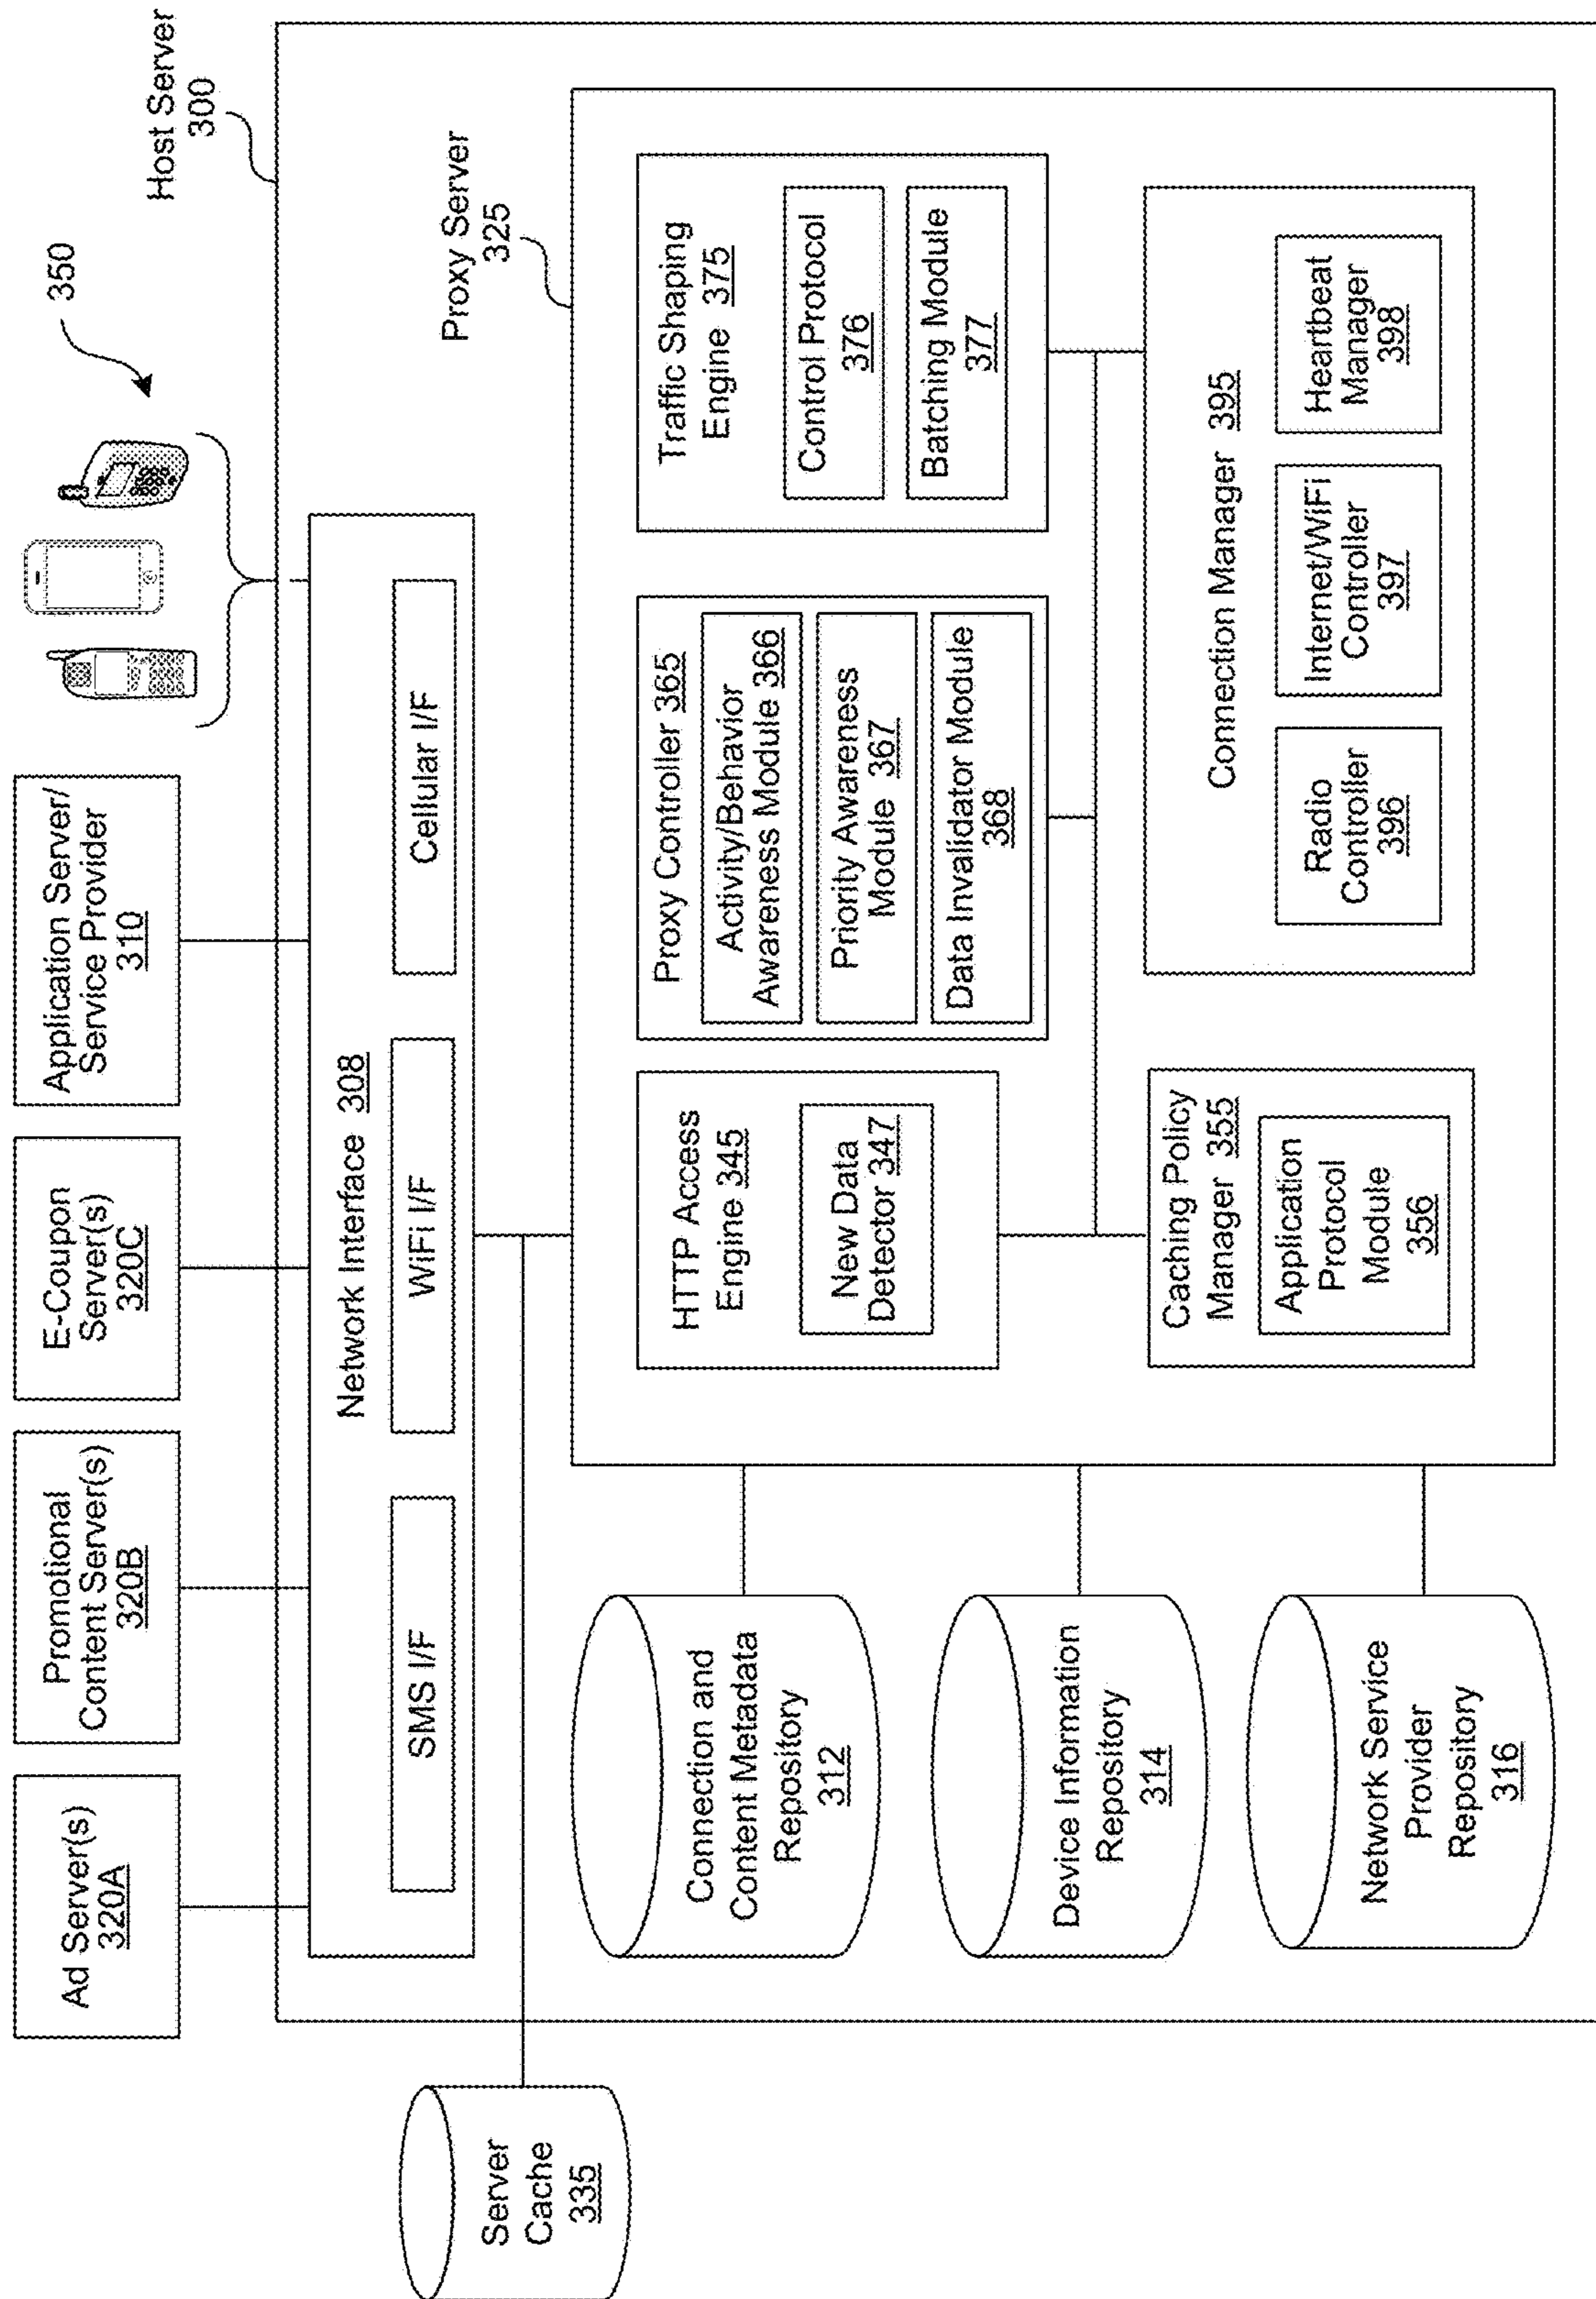 Ad Server(s)
320A
Promotional
Content Server(s)
320B
E-Coupon
Server(s)
320C
Application Server/
Service Provider
310
350
Host Server
300
Network Interface 308
SMS I/F
WiFi I/F
Cellular I/F
Server
Cache
335
Proxy Server
325
Connection and
Content Metadata
Repository
312
Device Information
Repository
314
Network Service
Provider
Repository
316
HTTP Access
Engine 345
New Data
Detector 347
Proxy Controller 365
Activity/Behavior
Awareness Module 366
Priority Awareness
Module 367
Data Invalidator Module
368
Traffic Shaping
Engine 375
Control Protocol
376
Batching Module
377
Caching Policy
Manager 355
Application
Protocol
Module
356
Connection Manager 395
Radio
Controller
396
Internet/WiFi
Controller
397
Heartbeat
Manager
398